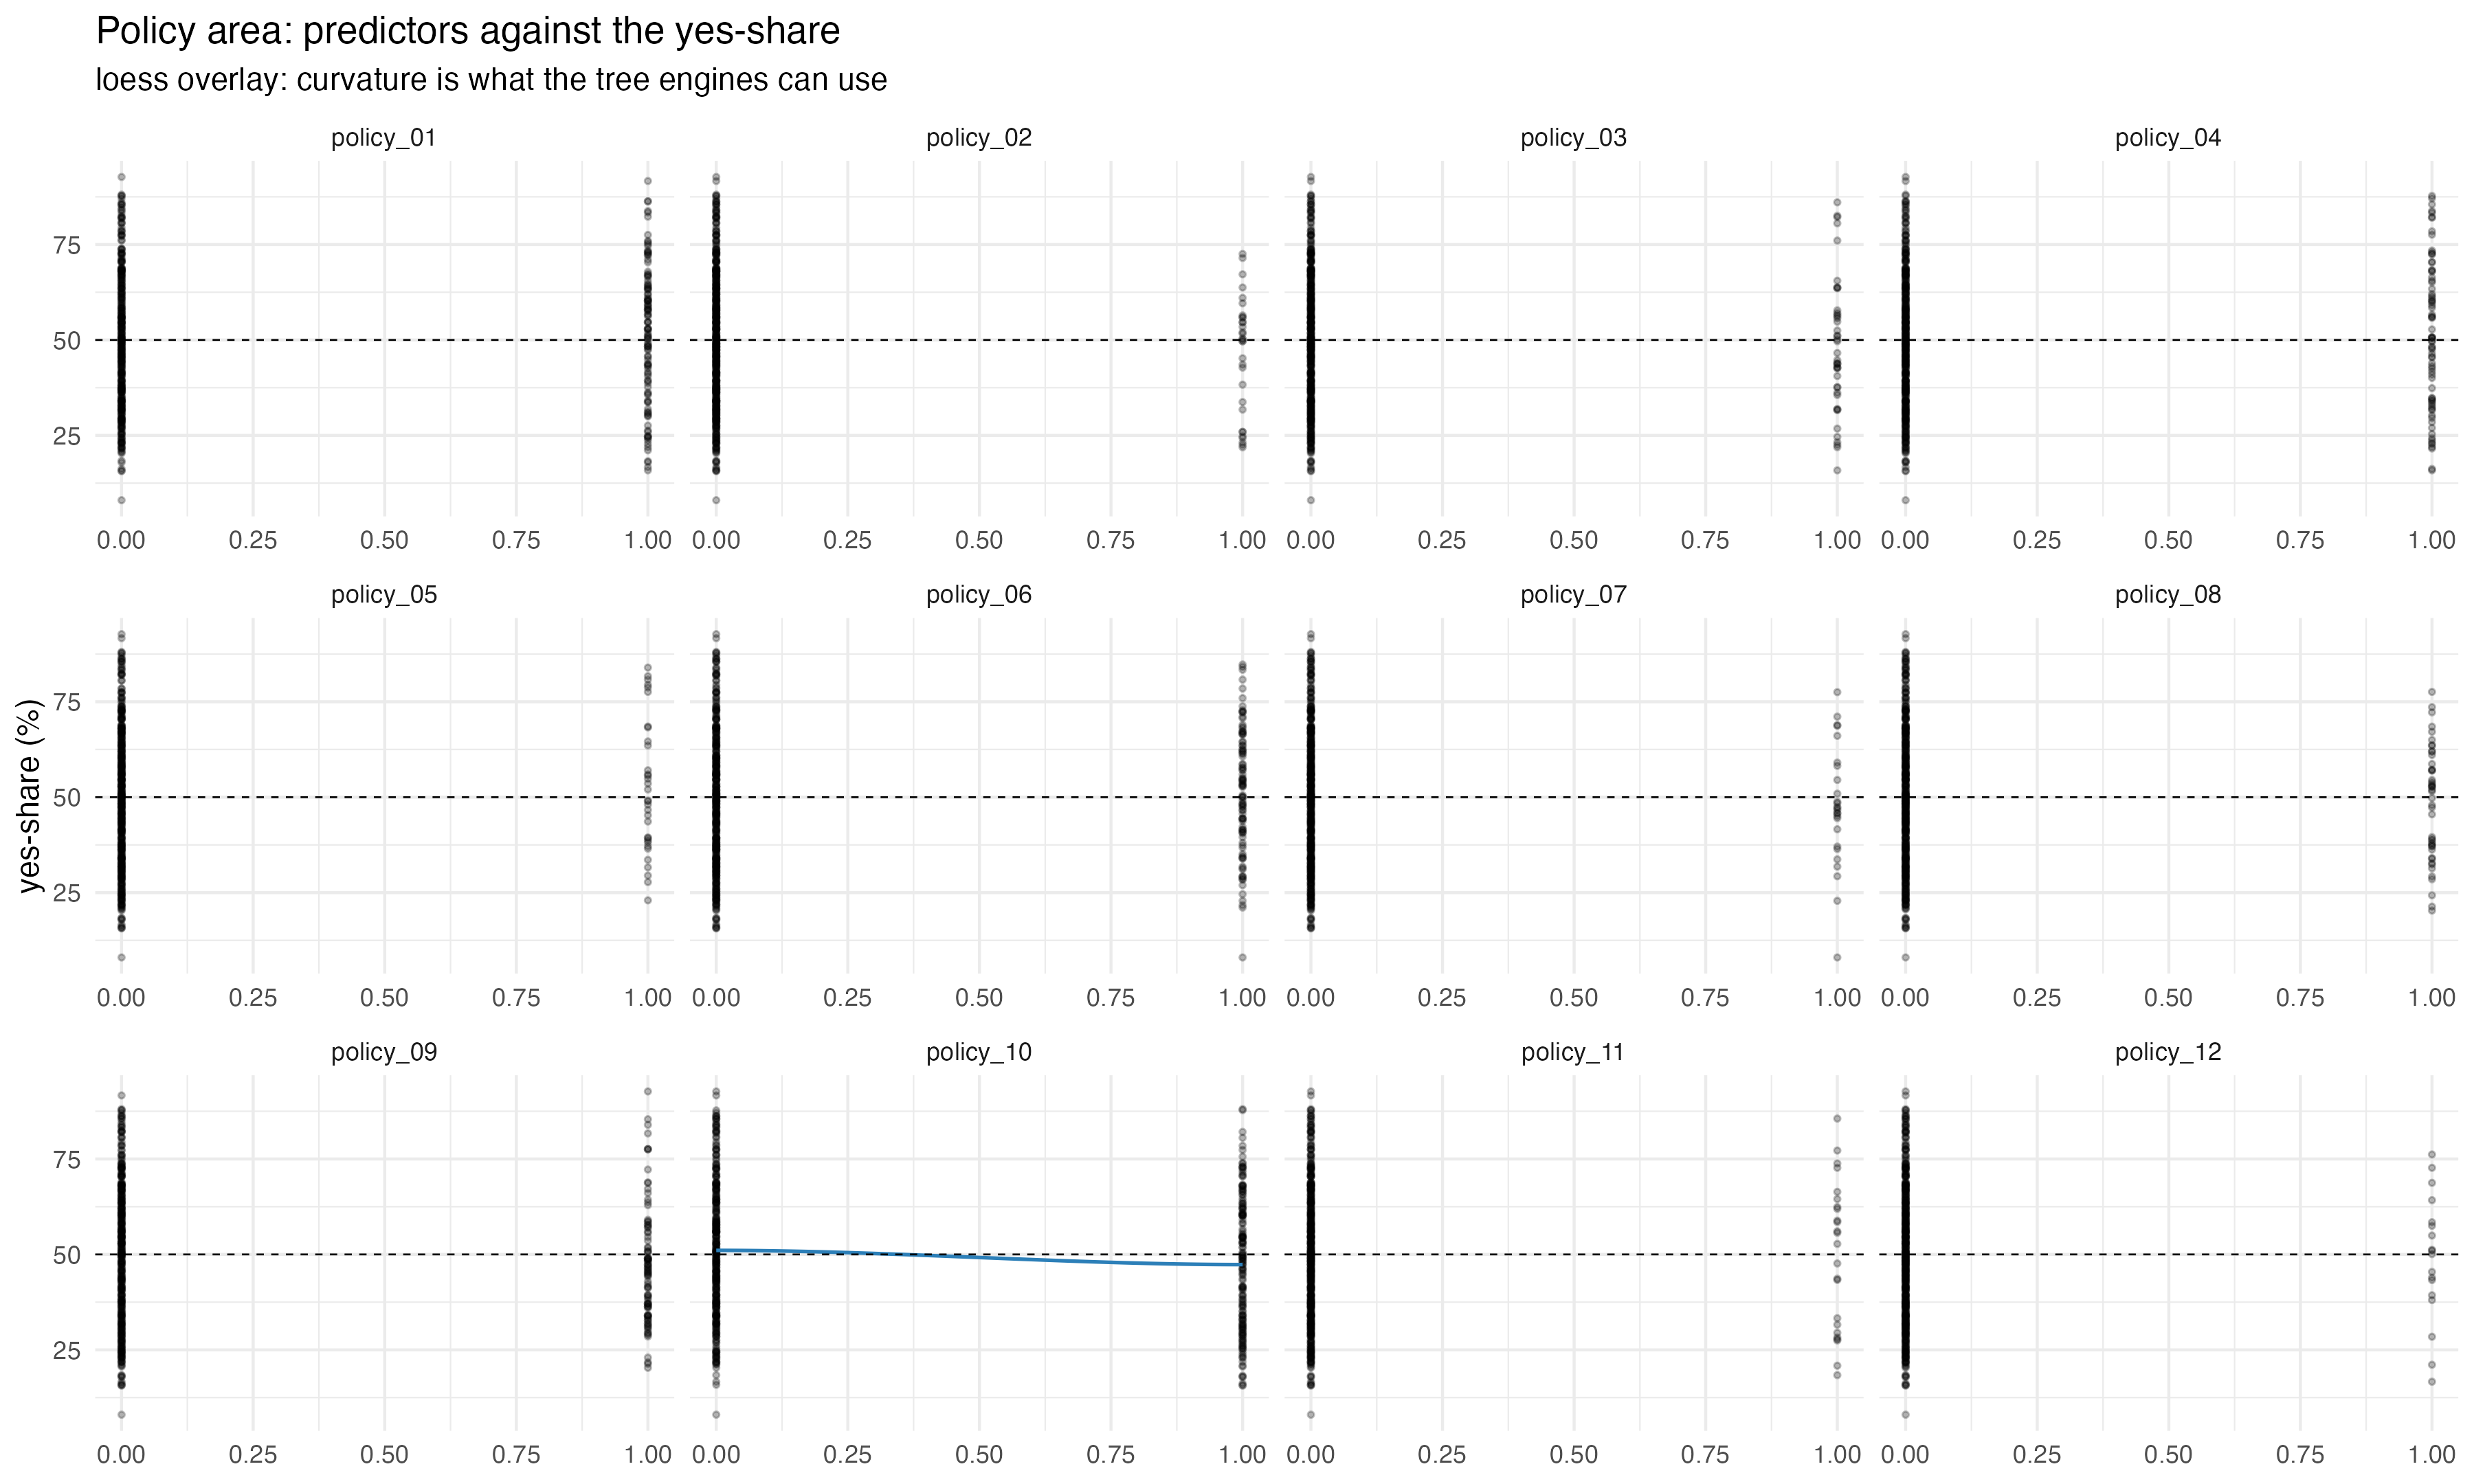 Policy area: predictors against the yes-share
loess overlay: curvature is what the tree engines can use
policy_01 policy_02 policy_03 policy_04
75
50
25
0.00 0.25 0.50 0.75 1.00 0.00 0.25 0.50 0.75 1.00 0.00 0.25 0.50 0.75 1.00 0.00 0.25 0.50 0.75 1.00
policy_05 policy_06 policy_07 policy_08
yes-share (%)
75
50
25
0.00 0.25 0.50 0.75 1.00 0.00 0.25 0.50 0.75 1.00 0.00 0.25 0.50 0.75 1.00 0.00 0.25 0.50 0.75 1.00
policy_09 policy_10 policy_11 policy_12
75
50
25
0.00 0.25 0.50 0.75 1.00 0.00 0.25 0.50 0.75 1.00 0.00 0.25 0.50 0.75 1.00 0.00 0.25 0.50 0.75 1.00